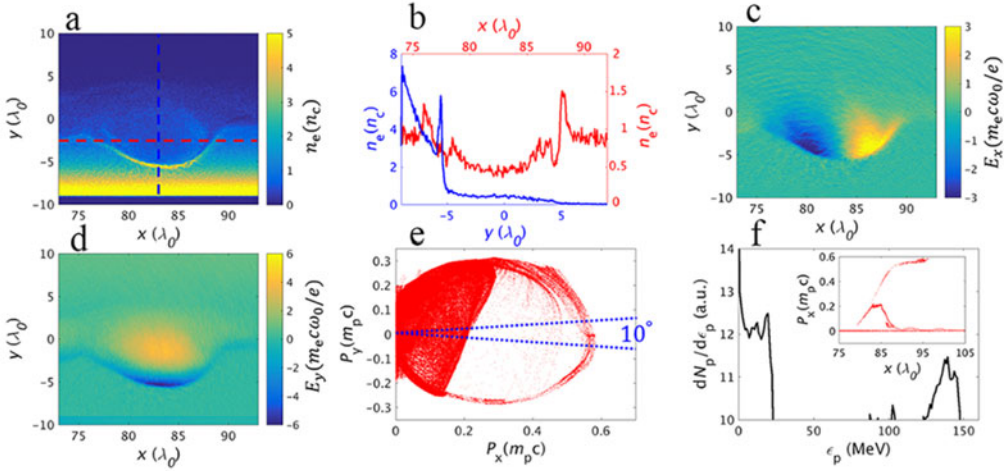 a
10
5
0
-5
-10
y (λ0)
75 80 85 90
x (λ0)
5
4
3
2
1
0
ne(nc)
b
x (λ0)
75 80 85 90
8
6
4
2
0
ne(nc)
2
1.5
1
0.5
0
ne(nc)
-5 0 5
y (λ0)
c
10
5
0
-5
-10
y (λ0)
75 80 85 90
x (λ0)
3
2
1
0
-1
-2
-3
Ex(mecω0/e)
d
10
5
0
-5
-10
y (λ0)
75 80 85 90
x (λ0)
6
4
2
0
-2
-4
-6
Ey(mecω0/e)
e
0.3
0.2
0.1
0
-0.1
-0.2
-0.3
Py(mpc)
10°
0 0.2 0.4 0.6
Px(mpc)
f
14
13
12
11
10
dNp/dεp (a.u.)
0 50 100 150
εp (MeV)
0.6
0.4
0.2
0
Px(mpc)
75 85 95 105
x (λ0)